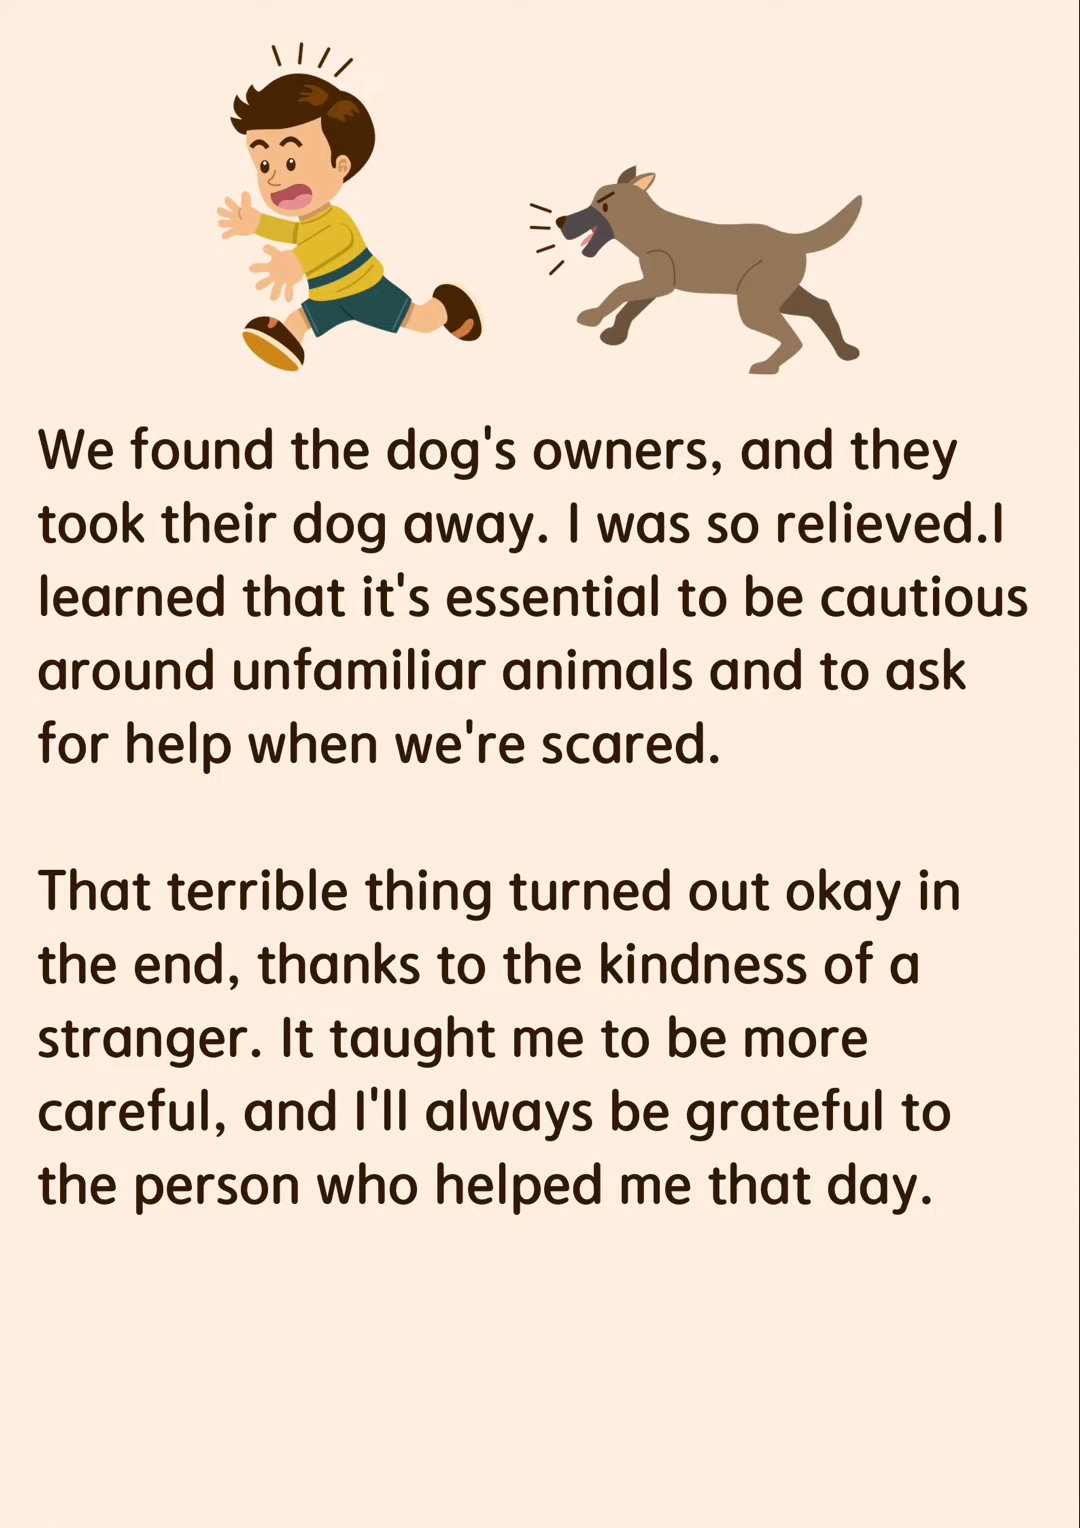 We found the dog's owners, and they
took their dog away. I was so relieved.I
learned that it's essential to be cautious
around unfamiliar animals and to ask
for help when we're scared.
That terrible thing turned out okay in
the end, thanks to the kindness of a
stranger. It taught me to be more
careful, and I'll always be grateful to
the person who helped me that day.